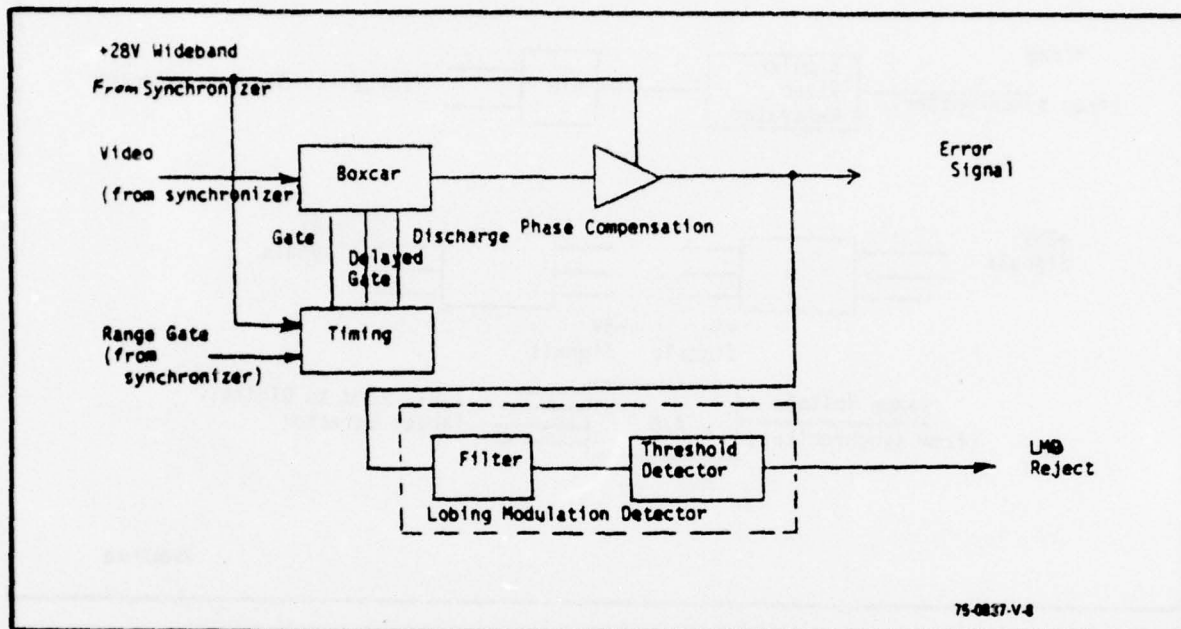 +28V Wideband
From Synchronizer
Video
(from synchronizer)
Boxcar
Error
Signal
Phase Compensation
Gate
Discharge
Delayed
Gate
Timing
Range Gate
(from
synchronizer)
Filter
Threshold
Detector
Lobing Modulation Detector
LMD
Reject
75-0837-V-8